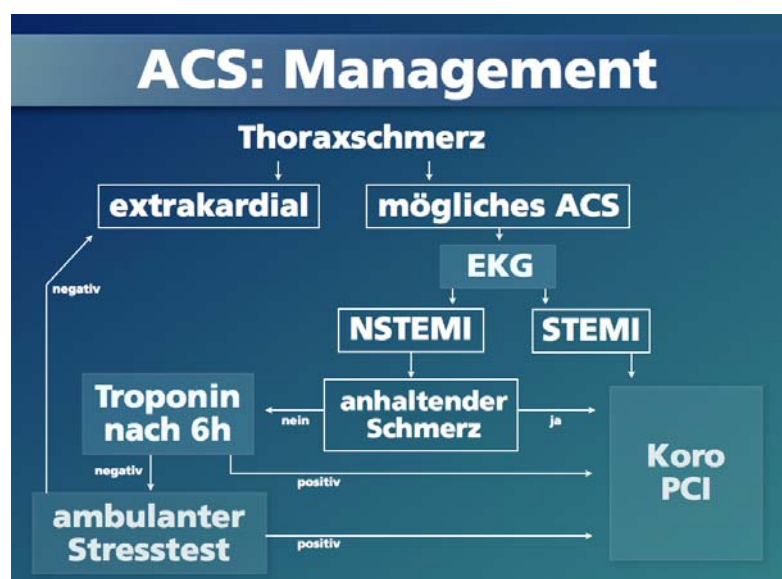 ACS: Management
Thoraxschmerz
extrakardial
mögliches ACS
EKG
negativ
NSTEMI
STEMI
Troponin
nach 6h
nein
anhaltender
Schmerz
ja
Koro
PCI
negativ
positiv
ambulanter
Stresstest
positiv